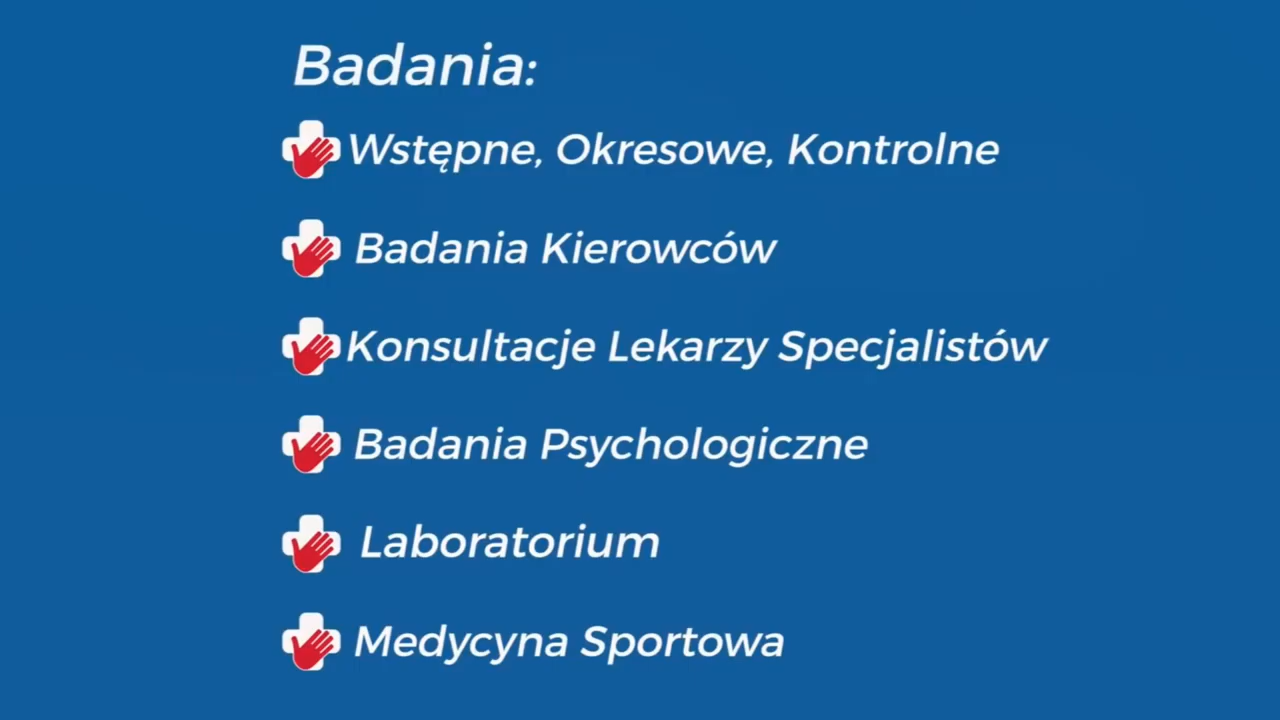 Badania:
Wstępne, Okresowe, Kontrolne
Badania Kierowców
Konsultacje Lekarzy Specjalistów
Badania Psychologiczne
Laboratorium
Medycyna Sportowa